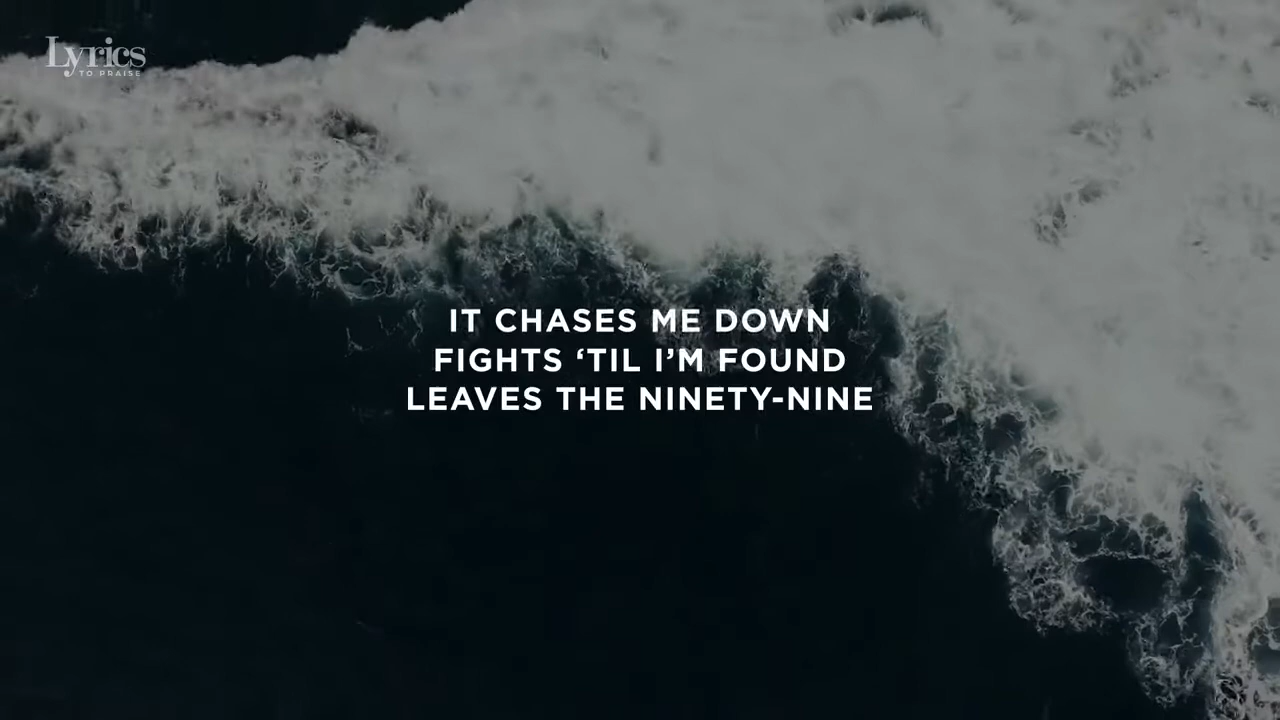 Lyrics
TO PRAISE
IT CHASES ME DOWN
FIGHTS ‘TIL I’M FOUND
LEAVES THE NINETY-NINE